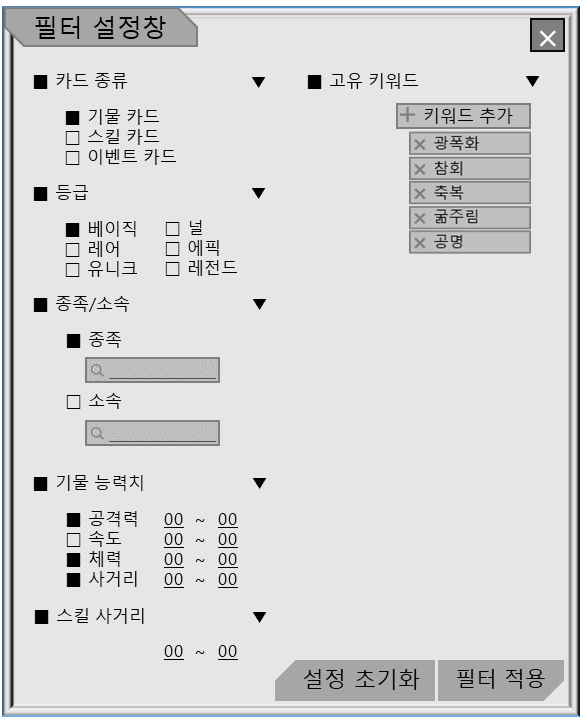 필터 설정창
■ 카드 종류 ▼
■ 기물 카드
□ 스킬 카드
□ 이벤트 카드
■ 등급 ▼
■ 베이직 □ 널
□ 레어 □ 에픽
□ 유니크 □ 레전드
■ 종족/소속 ▼
■ 종족
□ 소속
■ 기물 능력치 ▼
■ 공격력 00 ~ 00
□ 속도 00 ~ 00
■ 체력 00 ~ 00
■ 사거리 00 ~ 00
■ 스킬 사거리 ▼
00 ~ 00
■ 고유 키워드 ▼
+ 키워드 추가
× 광폭화
× 참회
× 축복
× 굶주림
× 공명
설정 초기화
필터 적용